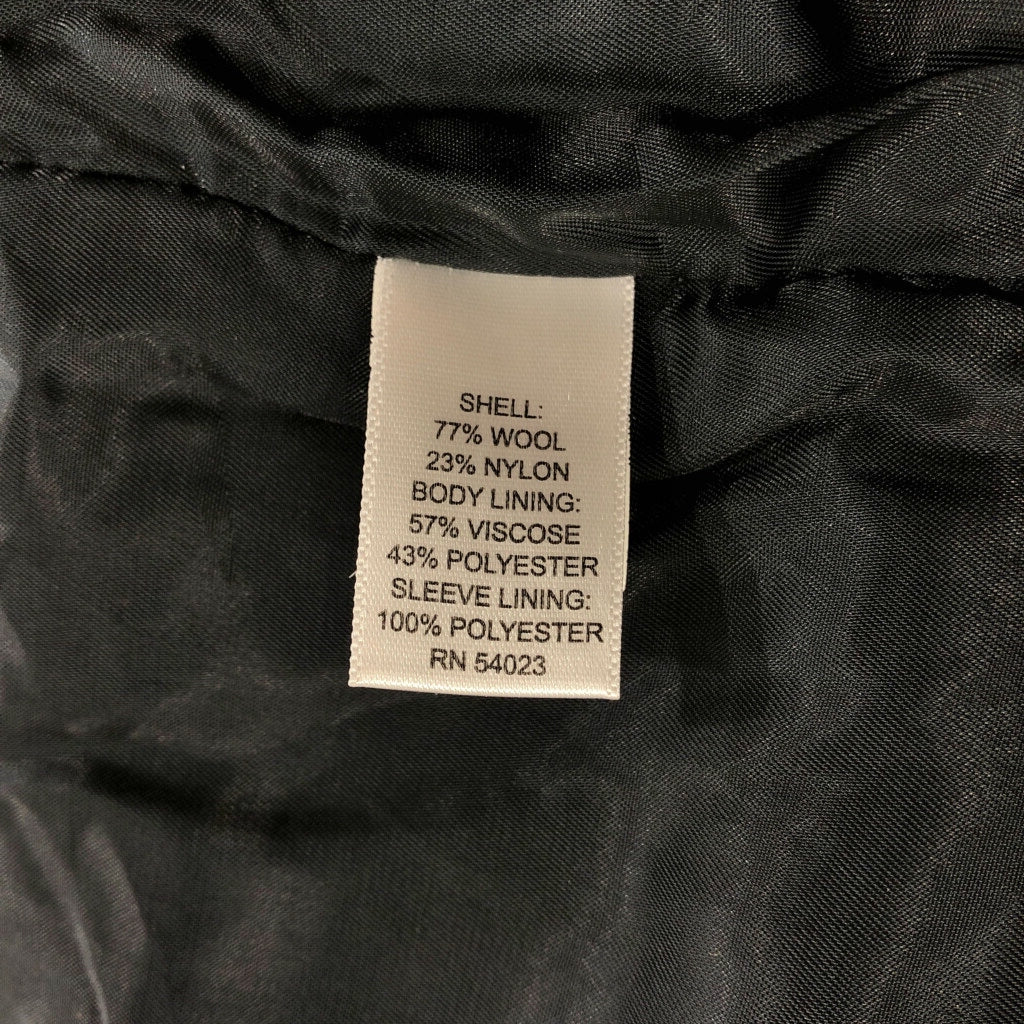 SHELL:
77% WOOL
23% NYLON
BODY LINING:
57% VISCOSE
43% POLYESTER
SLEEVE LINING:
100% POLYESTER
RN 54023